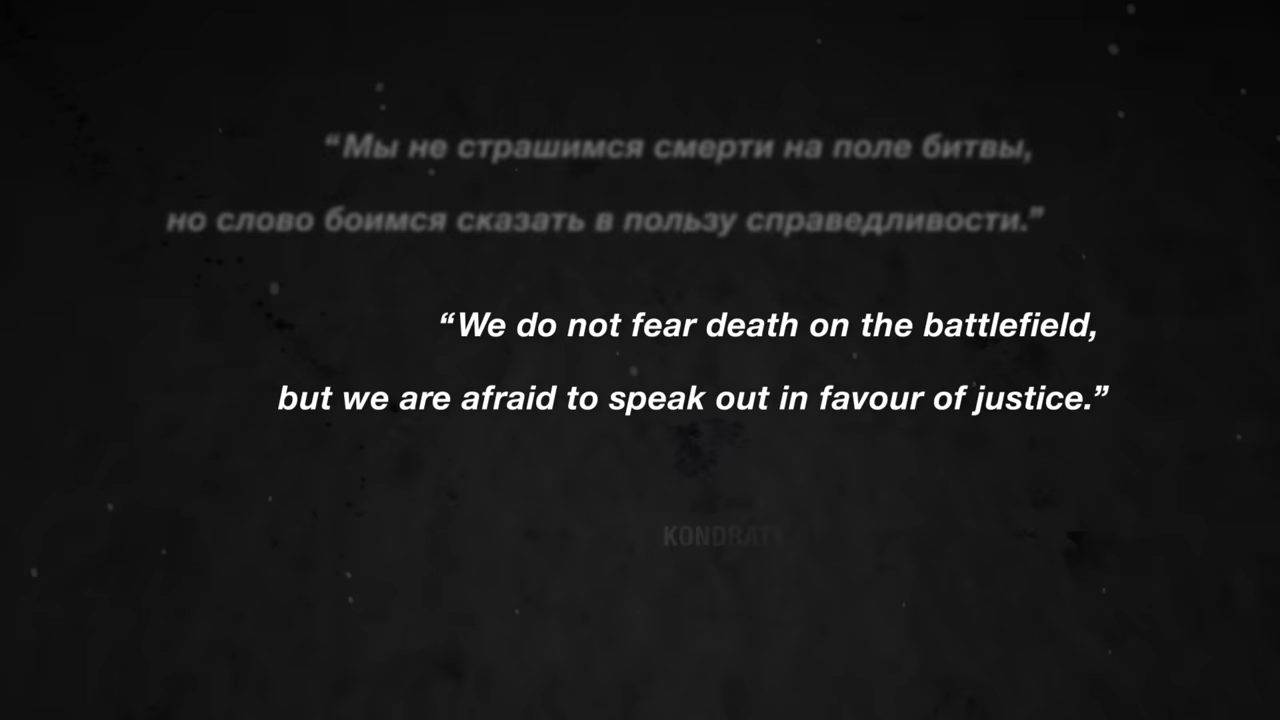 “Мы не страшимся смерти на поле битвы,
но слово боимся сказать в пользу справедливости.”
“We do not fear death on the battlefield,
but we are afraid to speak out in favour of justice.”